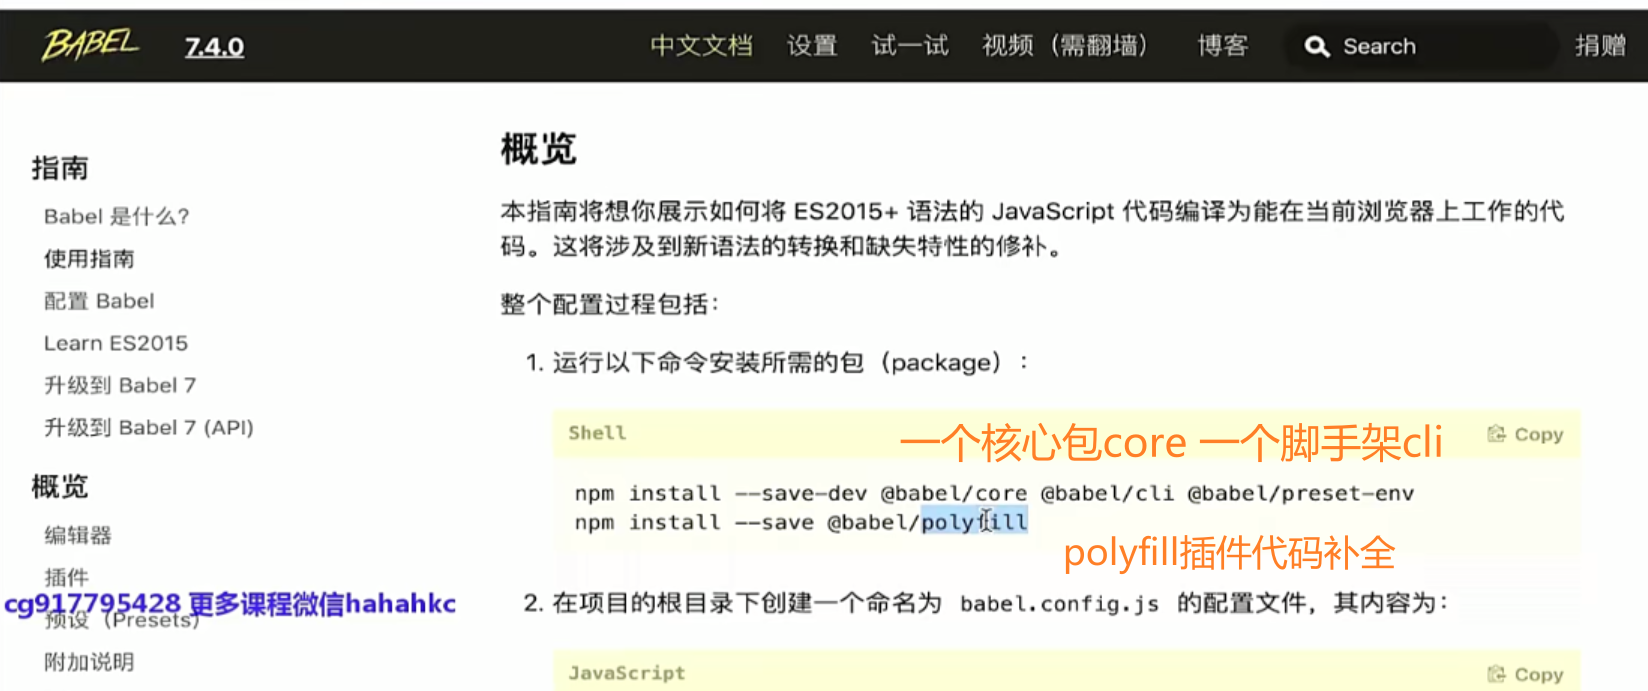 BABEL 7.4.0 中文文档 设置 试一试 视频（需翻墙） 博客 Search 捐赠
指南
Babel 是什么?
使用指南
配置 Babel
Learn ES2015
升级到 Babel 7
升级到 Babel 7 (API)
概览
编辑器
插件
cg917795428 更多课程微信hahahkc
预设（Presets）
附加说明
概览
本指南将想你展示如何将 ES2015+ 语法的 JavaScript 代码编译为能在当前浏览器上工作的代
码。这将涉及到新语法的转换和缺失特性的修补。
整个配置过程包括：
1. 运行以下命令安装所需的包（package）：
Shell 一个核心包core 一个脚手架cli Copy
npm install --save-dev @babel/core @babel/cli @babel/preset-env
npm install --save @babel/polyfill
polyfill插件代码补全
2. 在项目的根目录下创建一个命名为 babel.config.js 的配置文件，其内容为：
JavaScript Copy